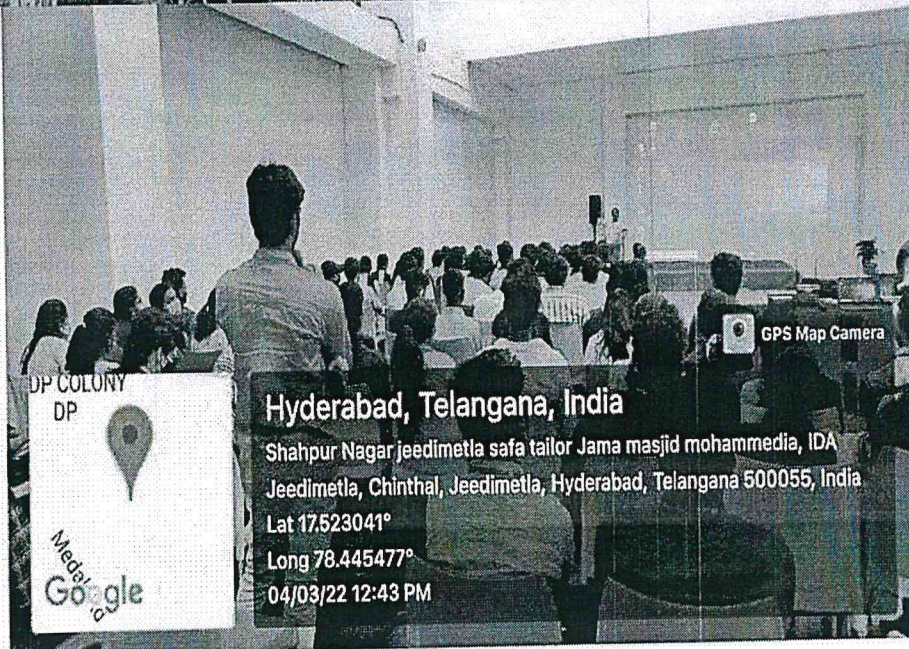 GPS Map Camera
DP COLONY
DP
Google
Hyderabad, Telangana, India
Shahpur Nagar jeedimetla safa tailor Jama masjid mohammedia, IDA
Jeedimetla, Chinthal, Jeedimetla, Hyderabad, Telangana 500055, India
Lat 17.523041°
Long 78.445477°
04/03/22 12:43 PM